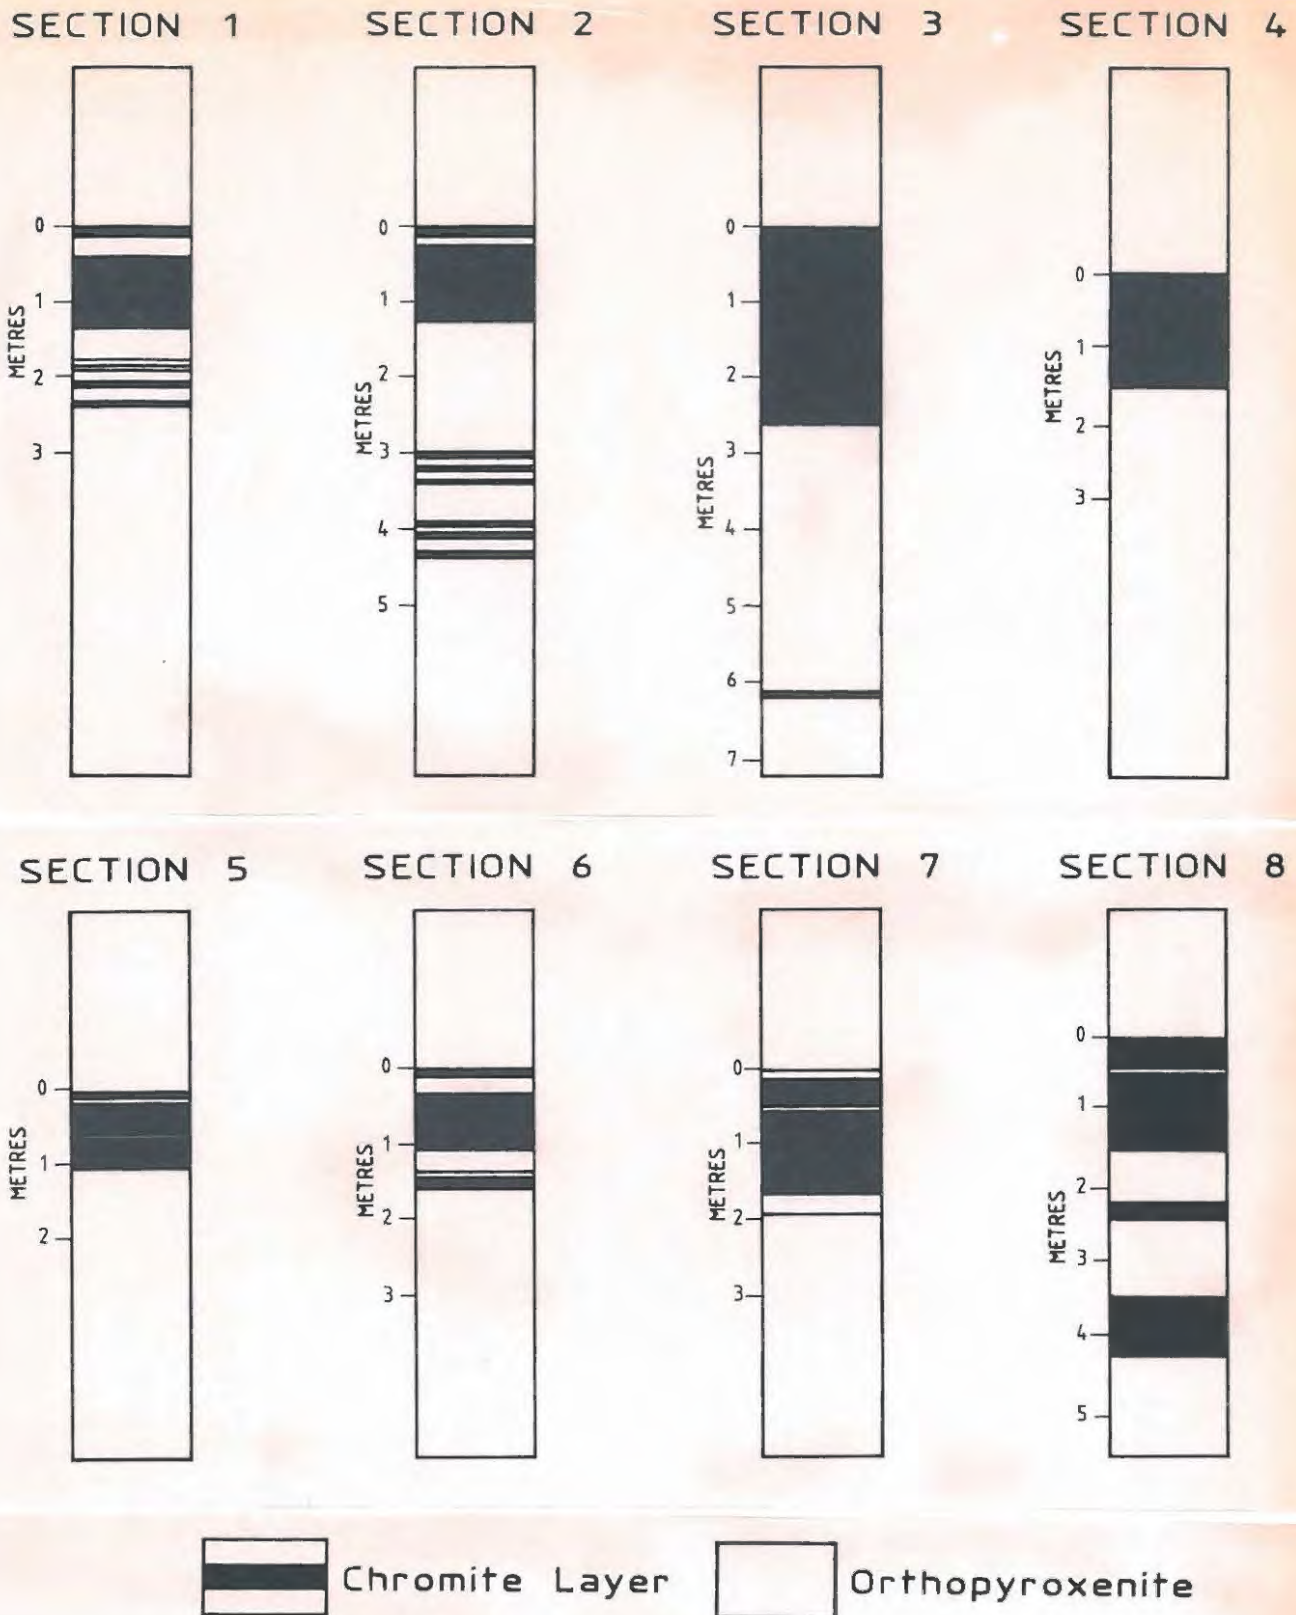 SECTION 1
SECTION 2
SECTION 3
SECTION 4
0
1
2
3
METRES
0
1
2
3
4
5
METRES
0
1
2
3
4
5
6
7
METRES
0
1
2
3
METRES
SECTION 5
SECTION 6
SECTION 7
SECTION 8
0
1
2
METRES
0
1
2
3
METRES
0
1
2
3
METRES
0
1
2
3
4
5
METRES
Chromite Layer
Orthopyroxenite